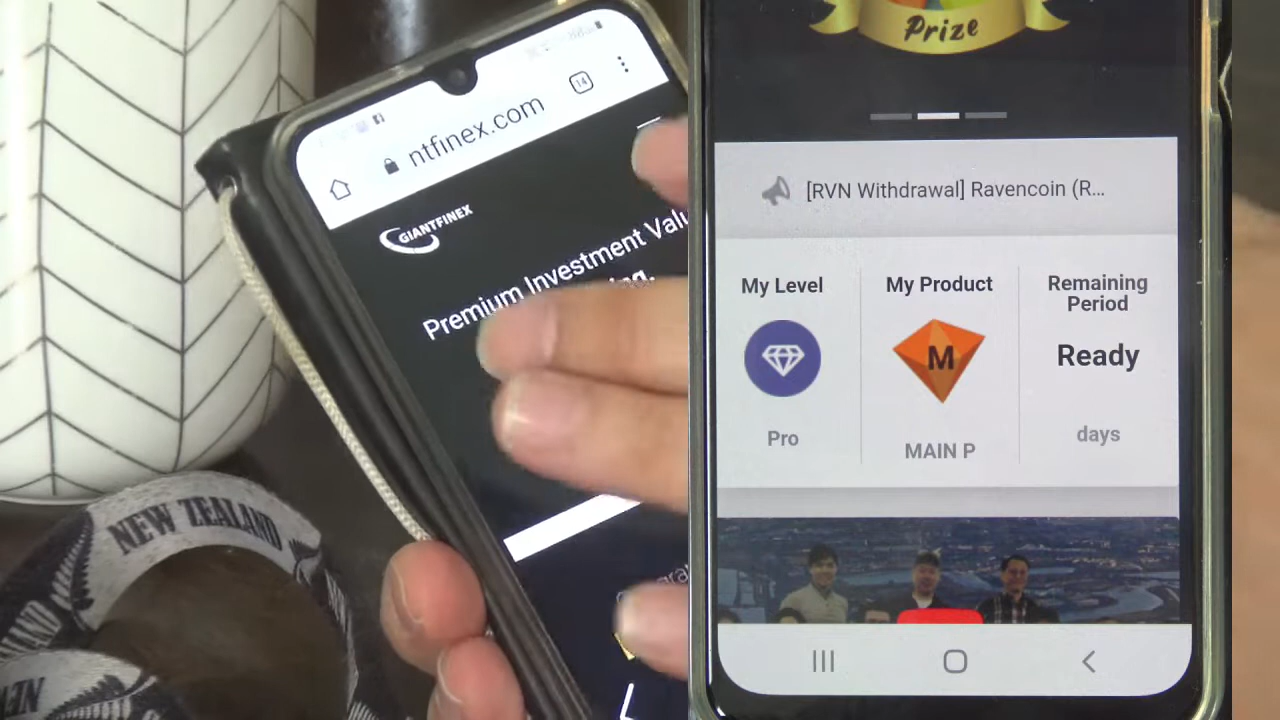 14
ntfinex.com
GIANTFINEX
Premium Investment Valu
NEW ZEALAND
Prize
[RVN Withdrawal] Ravencoin (R...
My Level
Pro
My Product
M
MAIN P
Remaining
Period
Ready
days